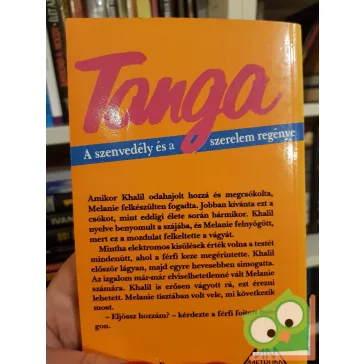 Tanga
A szenvedély és a szerelem regénye
Amikor Khalil odahajolt hozzá és megcsókolta,
Melanie felkészülten fogadta. Jobban kívánta ezt a
csókot, mint eddigi élete során bármikor. Khalil
nyelve benyomult a szájába, és Melanie felnyögött,
mert ez a mozdulat felkeltette a vágyát.
Mintha elektromos kisülések érték volna a testét
mindenütt, ahol a férfi keze megérintette. Khalil
először lágyan, majd egyre hevesebben simogatta.
Az izgalom már-már elviselhetetlenné vált Melanie
számára. Khalil is erősen vágyott rá, ezt érezni
lehetett. Melanie tisztában volt vele, mi következik
most.
– Eljössz hozzám? – kérdezte a férfi fojtott
gon.